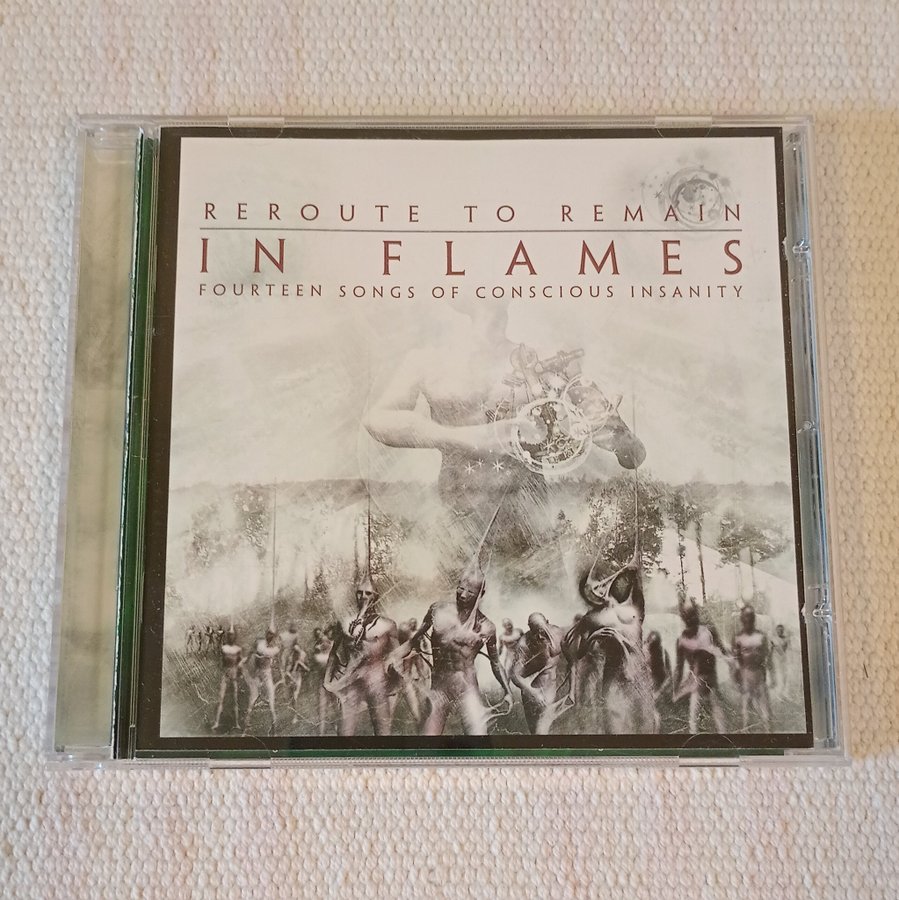 REROUTE TO REMAIN
IN FLAMES
FOURTEEN SONGS OF CONSCIOUS INSANITY